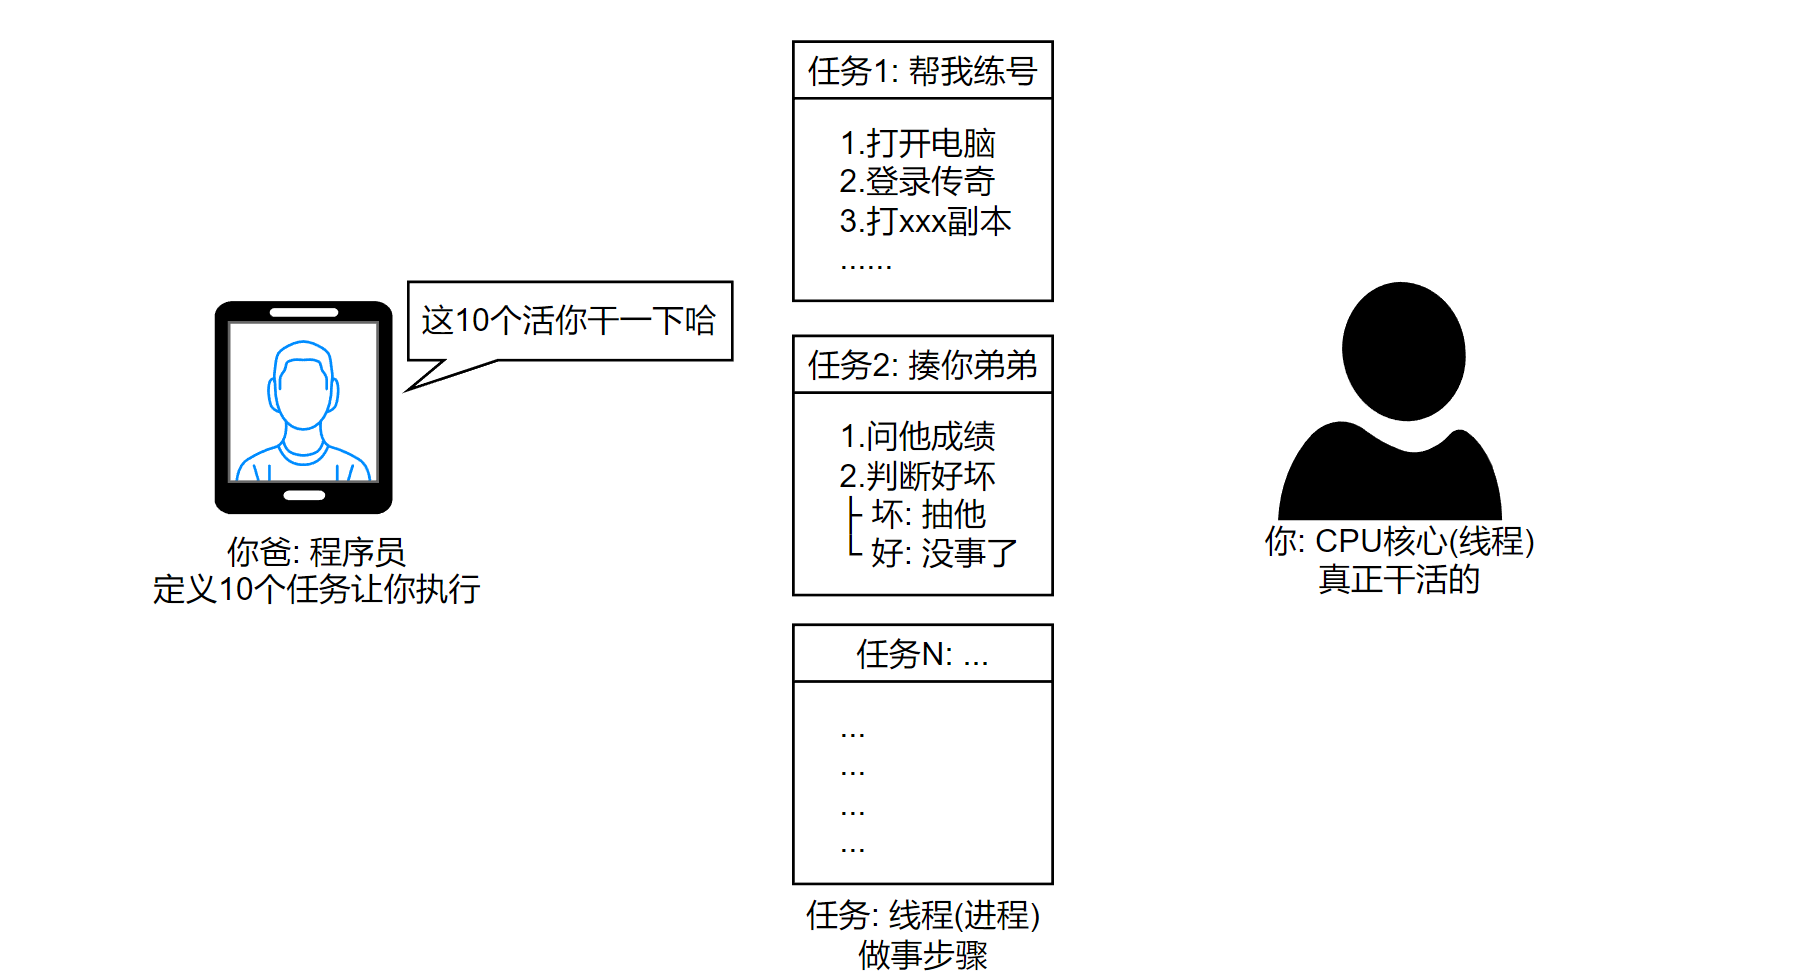 这10个活你干一下哈
你爸: 程序员
定义10个任务让你执行
任务1: 帮我练号
1.打开电脑
2.登录传奇
3.打xxx副本
......
任务2: 揍你弟弟
1.问他成绩
2.判断好坏
├ 坏: 抽他
└ 好: 没事了
任务N: ...
...
...
...
...
任务: 线程(进程)
做事步骤
你: CPU核心(线程)
真正干活的